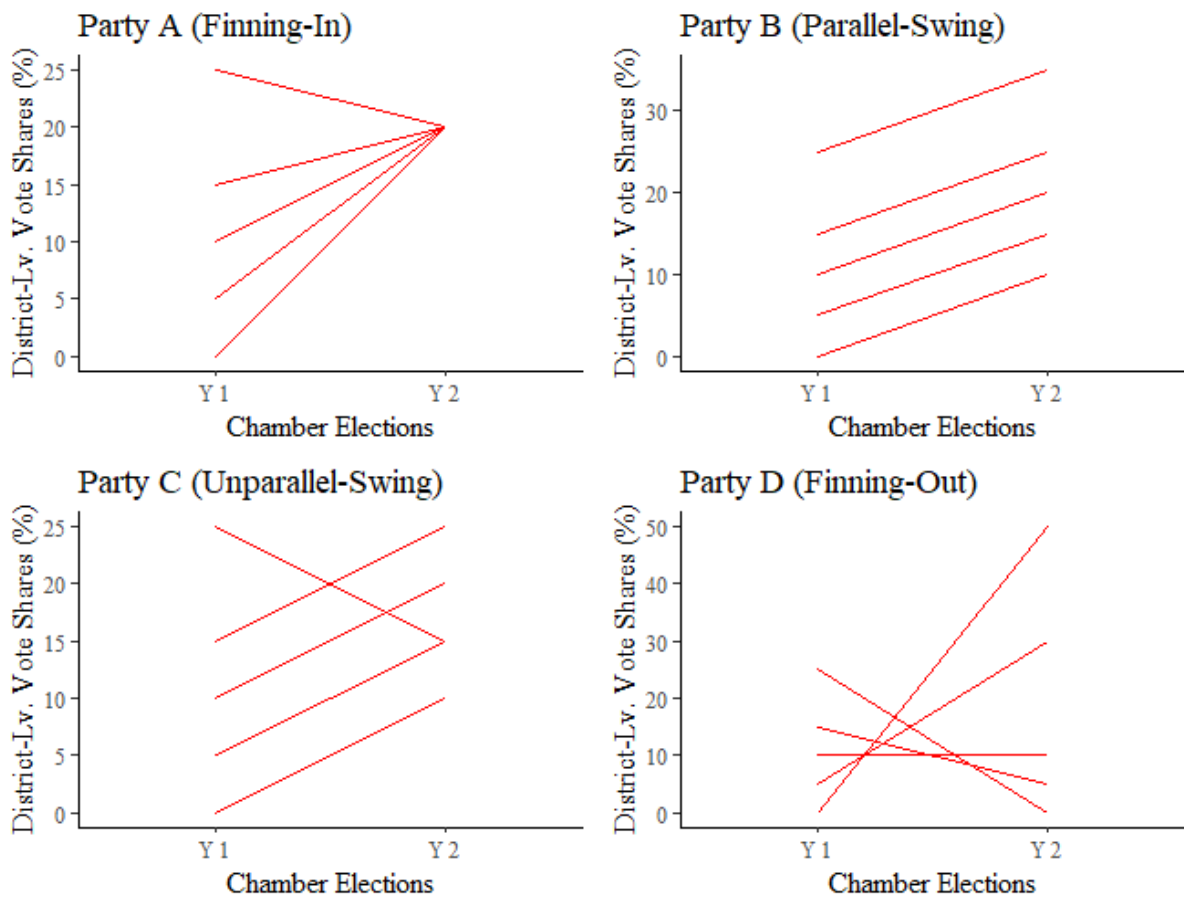 Party A (Finning-In)
District-Lv. Vote Shares (%)
25
20
15
10
5
0
Y 1
Y 2
Chamber Elections
Party B (Parallel-Swing)
District-Lv. Vote Shares (%)
30
20
10
0
Y 1
Y 2
Chamber Elections
Party C (Unparallel-Swing)
District-Lv. Vote Shares (%)
25
20
15
10
5
0
Y 1
Y 2
Chamber Elections
Party D (Finning-Out)
District-Lv. Vote Shares (%)
50
40
30
20
10
0
Y 1
Y 2
Chamber Elections